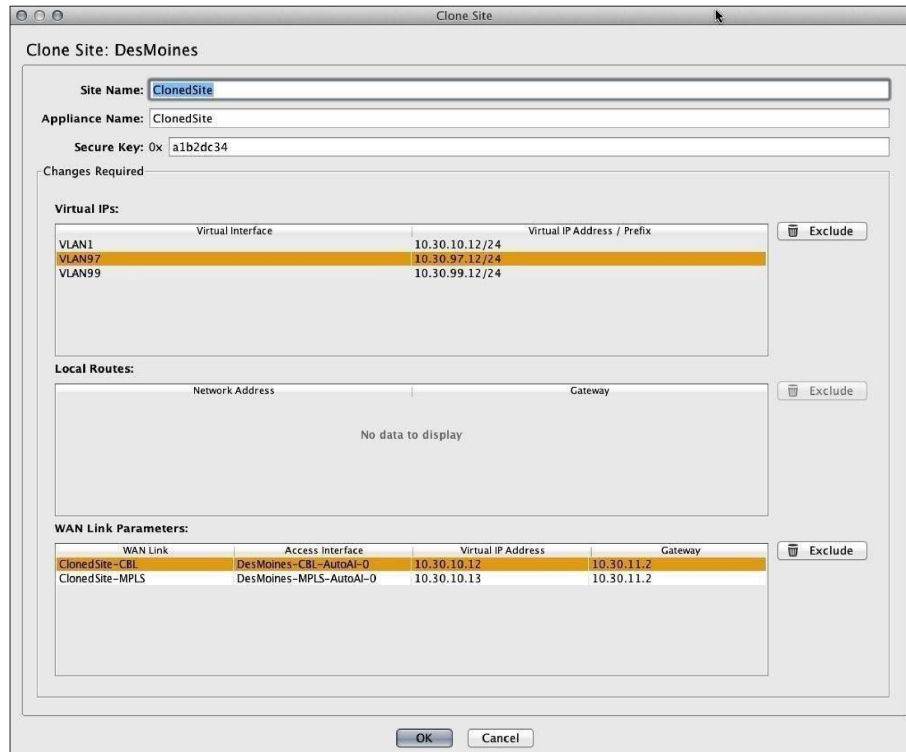 Clone Site
Clone Site: DesMoines
Site Name: ClonedSite
Appliance Name: ClonedSite
Secure Key: 0x a1b2dc34
Changes Required
Virtual IPs:
Virtual Interface Virtual IP Address / Prefix Exclude
VLAN1 10.30.10.12/24
VLAN97 10.30.97.12/24
VLAN99 10.30.99.12/24
Local Routes:
Network Address Gateway Exclude
No data to display
WAN Link Parameters:
WAN Link Access Interface Virtual IP Address Gateway Exclude
ClonedSite-CBL DesMoines-CBL-AutoAI-0 10.30.10.12 10.30.11.2
ClonedSite-MPLS DesMoines-MPLS-AutoAI-0 10.30.10.13 10.30.11.2
OK Cancel